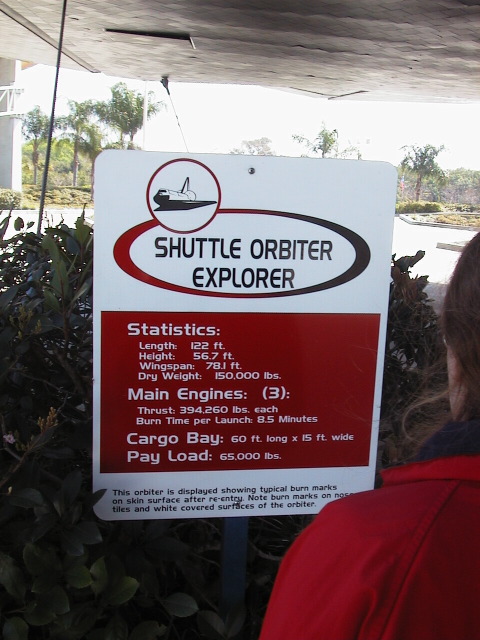 SHUTTLE ORBITER
EXPLORER
Statistics:
Length: 122 ft.
Height: 56.7 ft.
Wingspan: 78.1 ft.
Dry Weight: 150,000 lbs.
Main Engines: (3):
Thrust: 394,260 lbs. each
Burn Time per Launch: 8.5 Minutes
Cargo Bay: 60 ft. long x 15 ft. wide
Pay Load: 65,000 lbs.
This orbiter is displayed showing typical burn marks
on skin surface after re-entry. Note burn marks on nose
tiles and white covered surfaces of the orbiter.